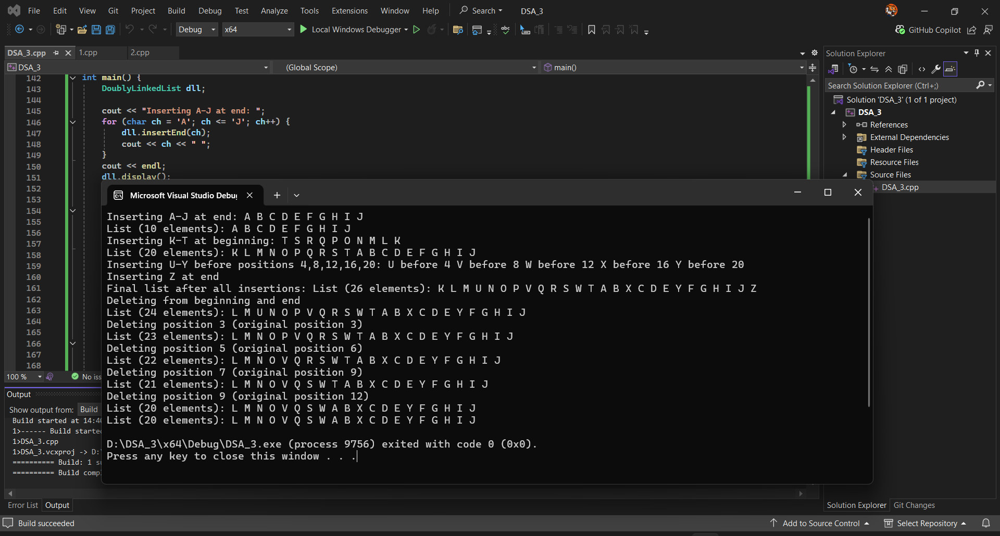 File Edit View Git Project Build Debug Test Analyze Tools Extensions Window Help Search DSA_3
Debug x64 Local Windows Debugger GitHub Copilot
DSA_3.cpp 1.cpp 2.cpp
DSA_3 (Global Scope) main()
142 int main() {
143 DoublyLinkedList dll;
144
145 cout << "Inserting A-J at end: ";
146 for (char ch = 'A'; ch <= 'J'; ch++) {
147 dll.insertEnd(ch);
148 cout << ch << " ";
149 }
150 cout << endl;
151 dll.display();
152
153
154
155
156
157
158
159
160
161
162
163
164
165
166
167
168
Microsoft Visual Studio Debu
Inserting A-J at end: A B C D E F G H I J
List (10 elements): A B C D E F G H I J
Inserting K-T at beginning: T S R Q P O N M L K
List (20 elements): K L M N O P Q R S T A B C D E F G H I J
Inserting U-Y before positions 4,8,12,16,20: U before 4 V before 8 W before 12 X before 16 Y before 20
Inserting Z at end
Final list after all insertions: List (26 elements): K L M U N O P V Q R S W T A B X C D E Y F G H I J Z
Deleting from beginning and end
List (24 elements): L M U N O P V Q R S W T A B X C D E Y F G H I J
Deleting position 3 (original position 3)
List (23 elements): L M N O P V Q R S W T A B X C D E Y F G H I J
Deleting position 5 (original position 6)
List (22 elements): L M N O V Q R S W T A B X C D E Y F G H I J
Deleting position 7 (original position 9)
List (21 elements): L M N O V Q S W T A B X C D E Y F G H I J
Deleting position 9 (original position 12)
List (20 elements): L M N O V Q S W A B X C D E Y F G H I J
List (20 elements): L M N O V Q S W A B X C D E Y F G H I J
D:\DSA_3\x64\Debug\DSA_3.exe (process 9756) exited with code 0 (0x0).
Press any key to close this window . . .
100 % No iss
Output
Show output from: Build
Build started at 14:4
1>------ Build starte
1>DSA_3.cpp
1>DSA_3.vcxproj -> D:
========== Build: 1 s
========== Build comp
Error List Output
Solution Explorer
Search Solution Explorer (Ctrl+;)
Solution 'DSA_3' (1 of 1 project)
DSA_3
References
External Dependencies
Header Files
Resource Files
Source Files
DSA_3.cpp
Solution Explorer Git Changes
Build succeeded Add to Source Control Select Repository